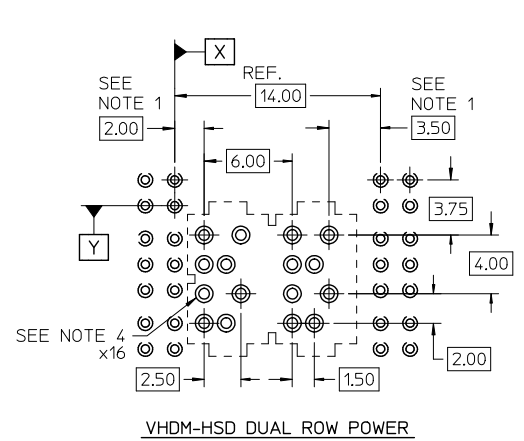 X
REF.
SEE
NOTE 1
14.00
SEE
NOTE 1
2.00
3.50
6.00
3.75
Y
4.00
SEE NOTE 4
x16
2.00
2.50
1.50
VHDM-HSD DUAL ROW POWER